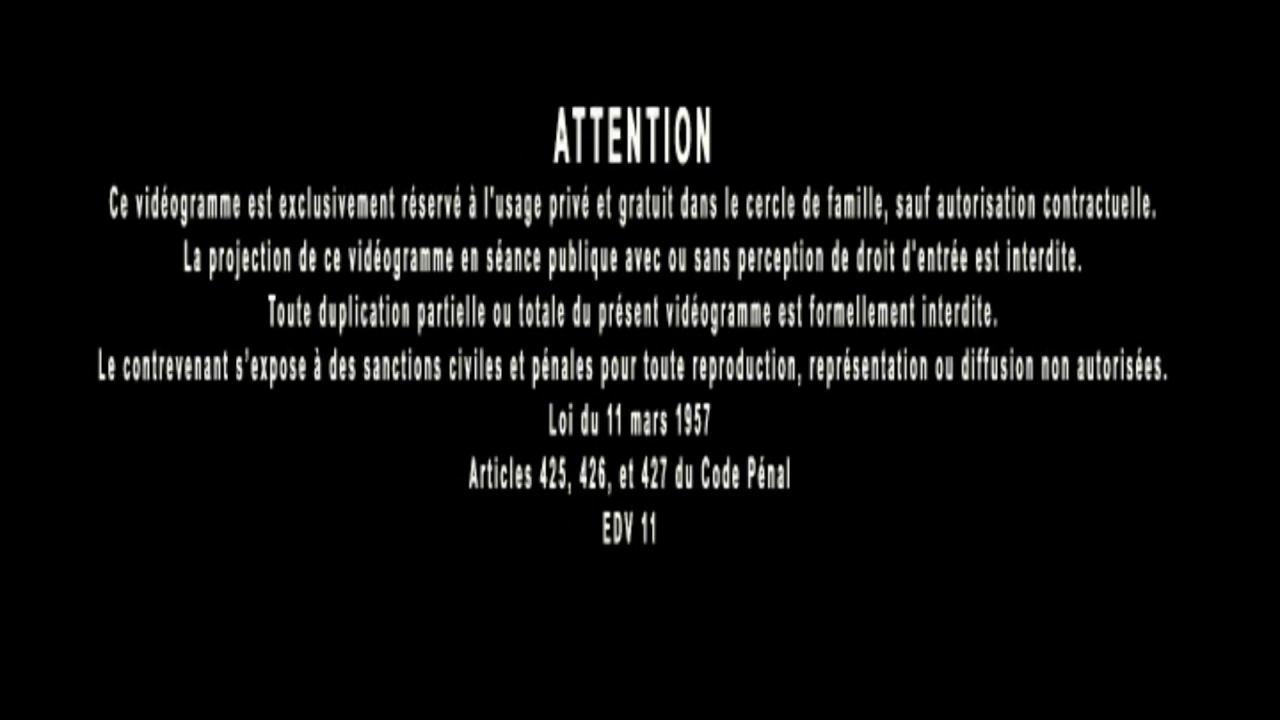 ATTENTION
Ce vidéogramme est exclusivement réservé à l'usage privé et gratuit dans le cercle de famille, sauf autorisation contractuelle.
La projection de ce vidéogramme en séance publique avec ou sans perception de droit d'entrée est interdite.
Toute duplication partielle ou totale du présent vidéogramme est formellement interdite.
Le contrevenant s'expose à des sanctions civiles et pénales pour toute reproduction, représentation ou diffusion non autorisées.
Loi du 11 mars 1957
Articles 425, 426, et 427 du Code Pénal
EDV 11